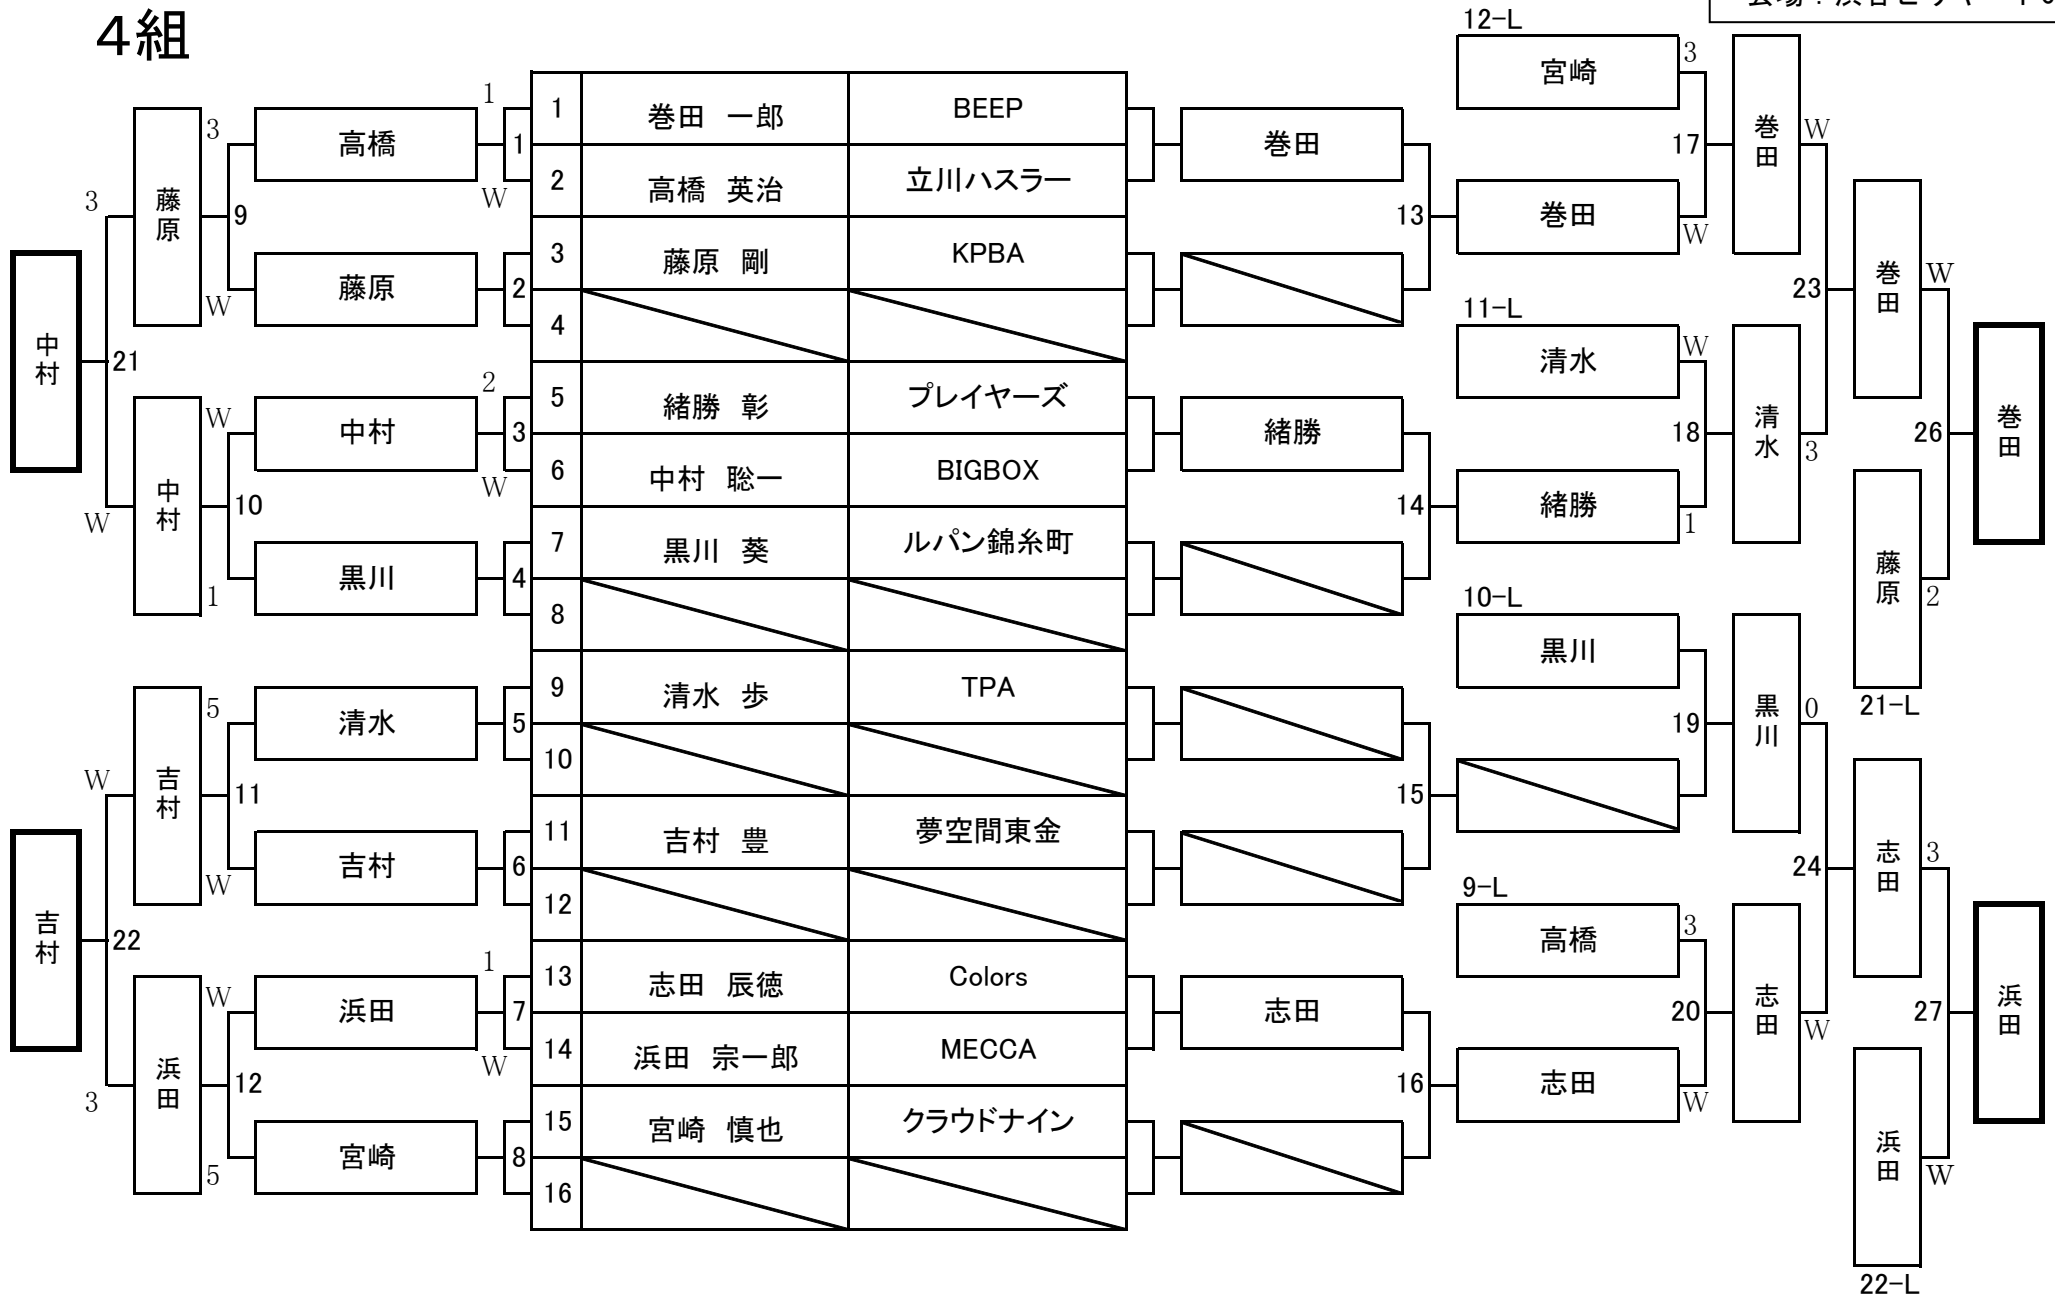 4組
1 巻田 一郎 BEEP
2 高橋 英治 立川ハスラー
3 藤原 剛 KPBA
4
5 緒勝 彰 プレイヤーズ
6 中村 聡一 BIGBOX
7 黒川 葵 ルパン錦糸町
8
9 清水 歩 TPA
10
11 吉村 豊 夢空間東金
12
13 志田 辰徳 Colors
14 浜田 宗一郎 MECCA
15 宮崎 慎也 クラウドナイン
16
中村
21
吉村
22
3
藤原
W
中村
W
吉村
3
浜田
3
9
W
W
10
1
5
11
W
W
12
5
高橋
藤原
中村
黒川
清水
吉村
浜田
宮崎
1
1
W
2
2
3
W
4
5
6
1
7
W
8
巻田
緒勝
志田
13
14
15
16
12-L
宮崎
3
17
巻田
W
11-L
清水
W
18
緒勝
1
10-L
黒川
19
9-L
高橋
3
20
志田
W
巻田
W
23
清水
3
黒川
0
24
志田
W
巻田
W
26
藤原
2
21-L
志田
3
27
浜田
W
22-L
巻田
浜田